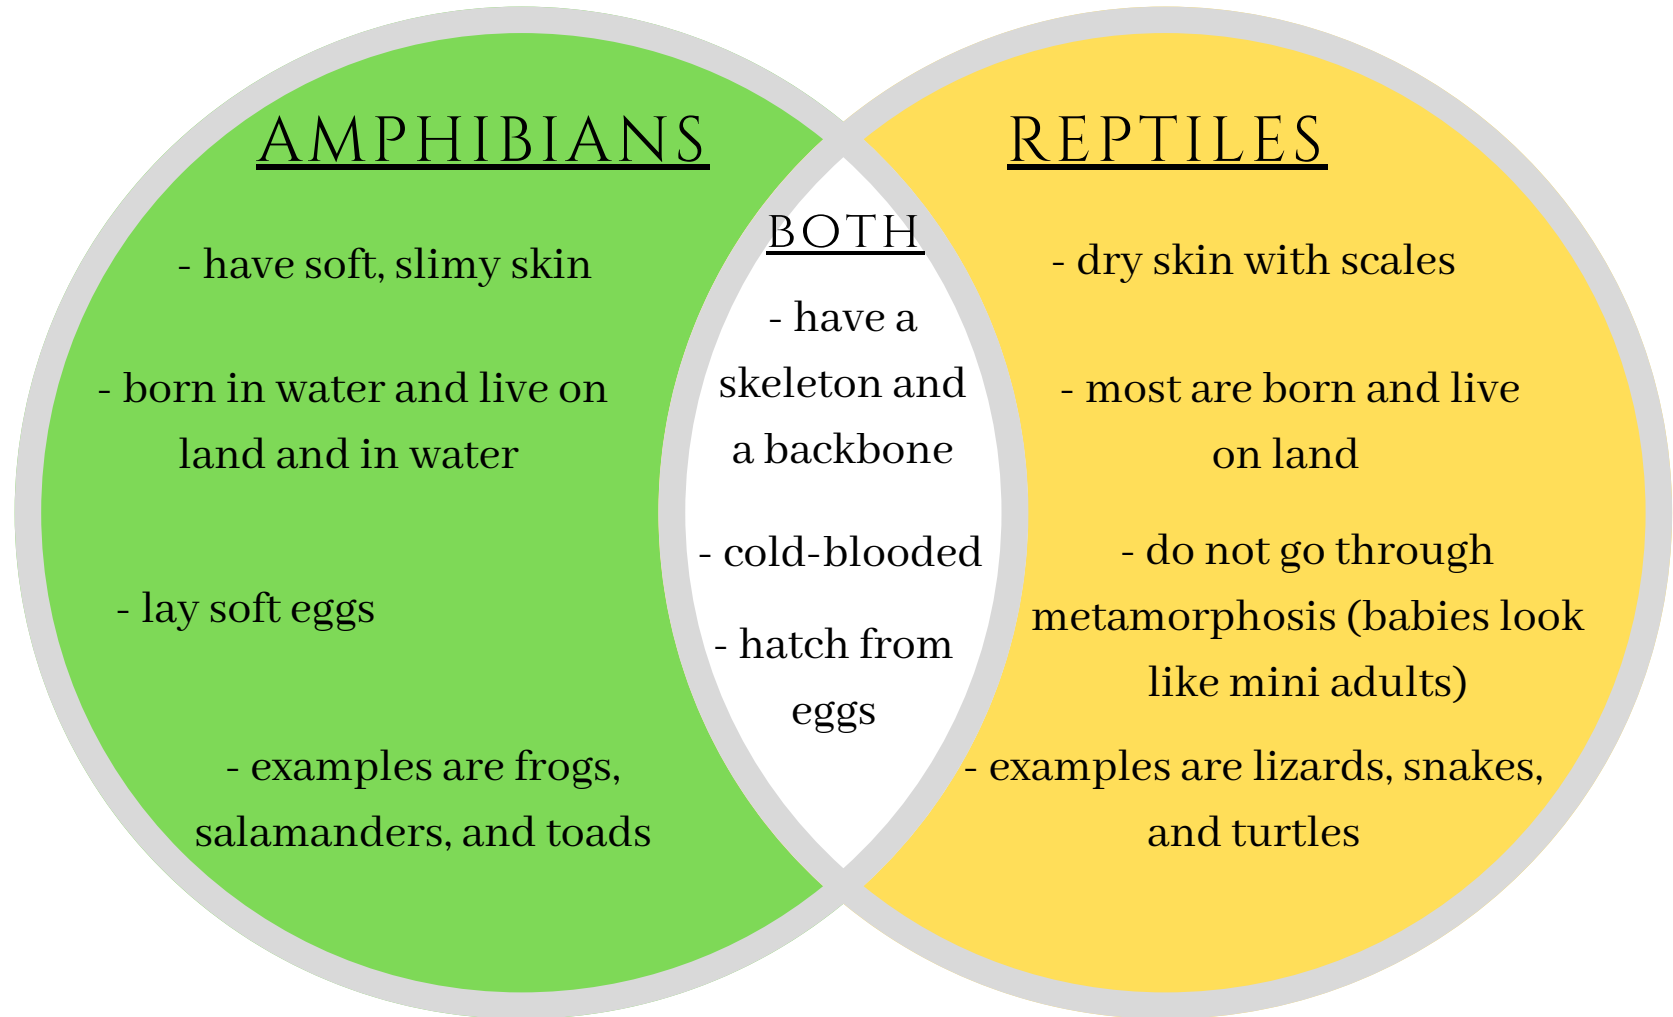 AMPHIBIANS
- have soft, slimy skin
- born in water and live on
land and in water
- lay soft eggs
- examples are frogs,
salamanders, and toads
BOTH
- have a
skeleton and
a backbone
- cold-blooded
- hatch from
eggs
REPTILES
- dry skin with scales
- most are born and live
on land
- do not go through
metamorphosis (babies look
like mini adults)
- examples are lizards, snakes,
and turtles